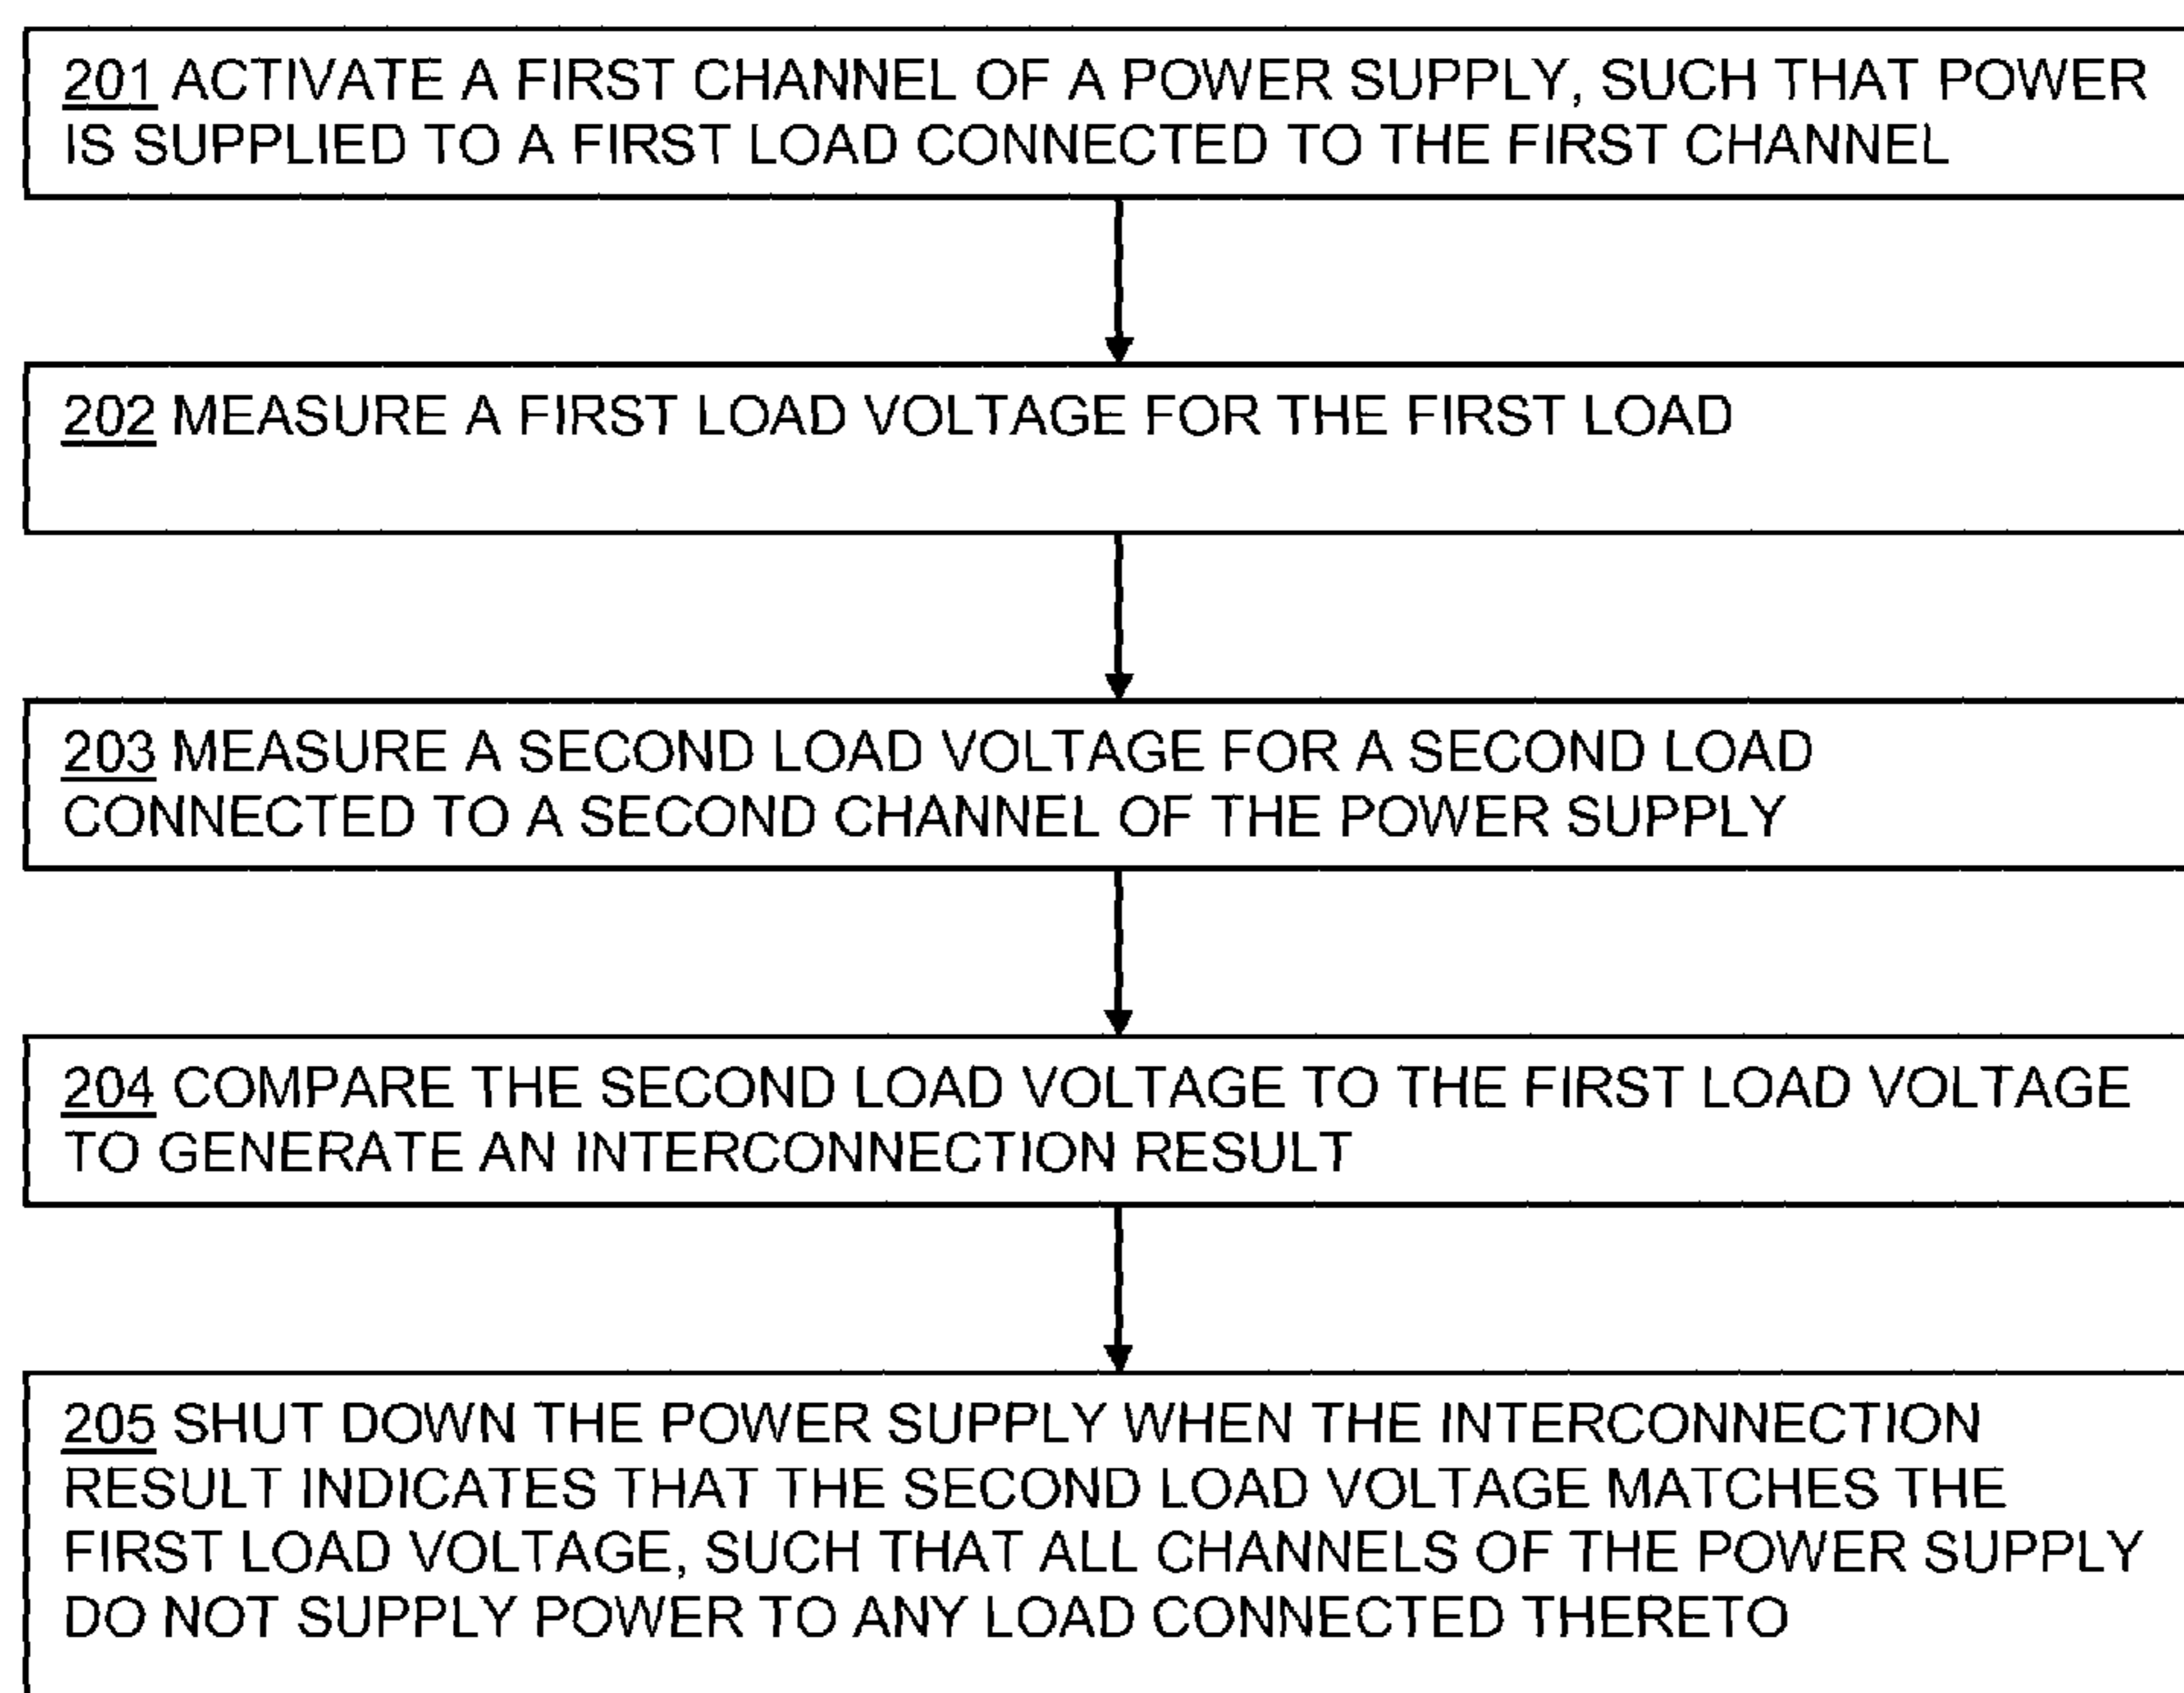 201 ACTIVATE A FIRST CHANNEL OF A POWER SUPPLY, SUCH THAT POWER
IS SUPPLIED TO A FIRST LOAD CONNECTED TO THE FIRST CHANNEL
202 MEASURE A FIRST LOAD VOLTAGE FOR THE FIRST LOAD
203 MEASURE A SECOND LOAD VOLTAGE FOR A SECOND LOAD
CONNECTED TO A SECOND CHANNEL OF THE POWER SUPPLY
204 COMPARE THE SECOND LOAD VOLTAGE TO THE FIRST LOAD VOLTAGE
TO GENERATE AN INTERCONNECTION RESULT
205 SHUT DOWN THE POWER SUPPLY WHEN THE INTERCONNECTION
RESULT INDICATES THAT THE SECOND LOAD VOLTAGE MATCHES THE
FIRST LOAD VOLTAGE, SUCH THAT ALL CHANNELS OF THE POWER SUPPLY
DO NOT SUPPLY POWER TO ANY LOAD CONNECTED THERETO